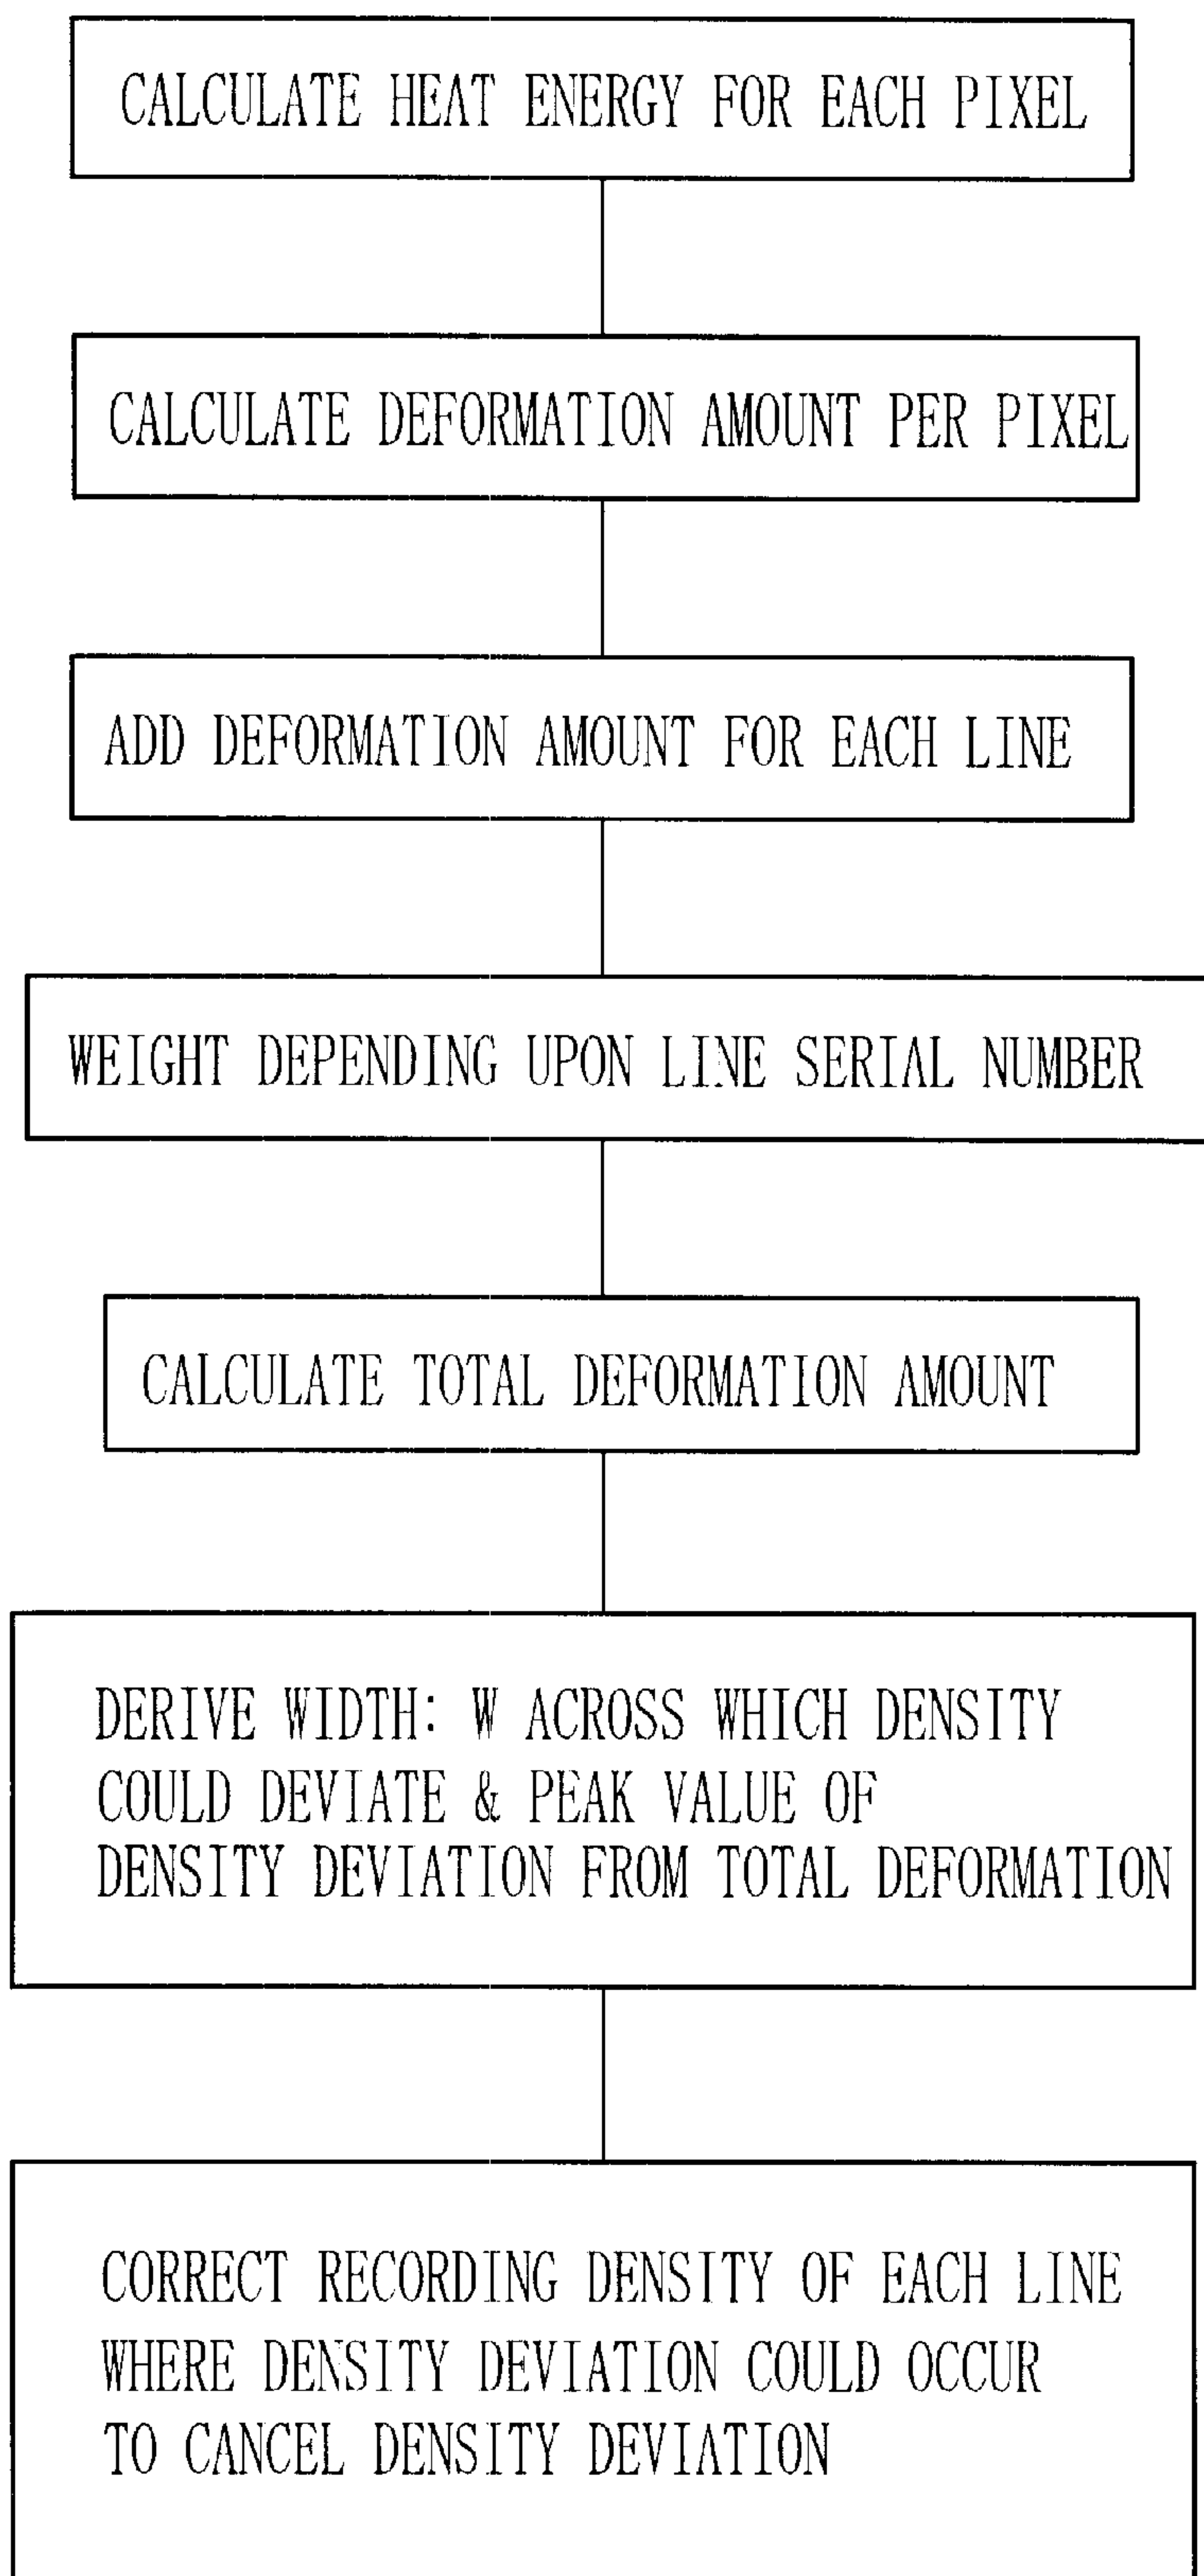 CALCULATE HEAT ENERGY FOR EACH PIXEL
CALCULATE DEFORMATION AMOUNT PER PIXEL
ADD DEFORMATION AMOUNT FOR EACH LINE
WEIGHT DEPENDING UPON LINE SERIAL NUMBER
CALCULATE TOTAL DEFORMATION AMOUNT
DERIVE WIDTH: W ACROSS WHICH DENSITY
COULD DEVIATE & PEAK VALUE OF
DENSITY DEVIATION FROM TOTAL DEFORMATION
CORRECT RECORDING DENSITY OF EACH LINE
WHERE DENSITY DEVIATION COULD OCCUR
TO CANCEL DENSITY DEVIATION